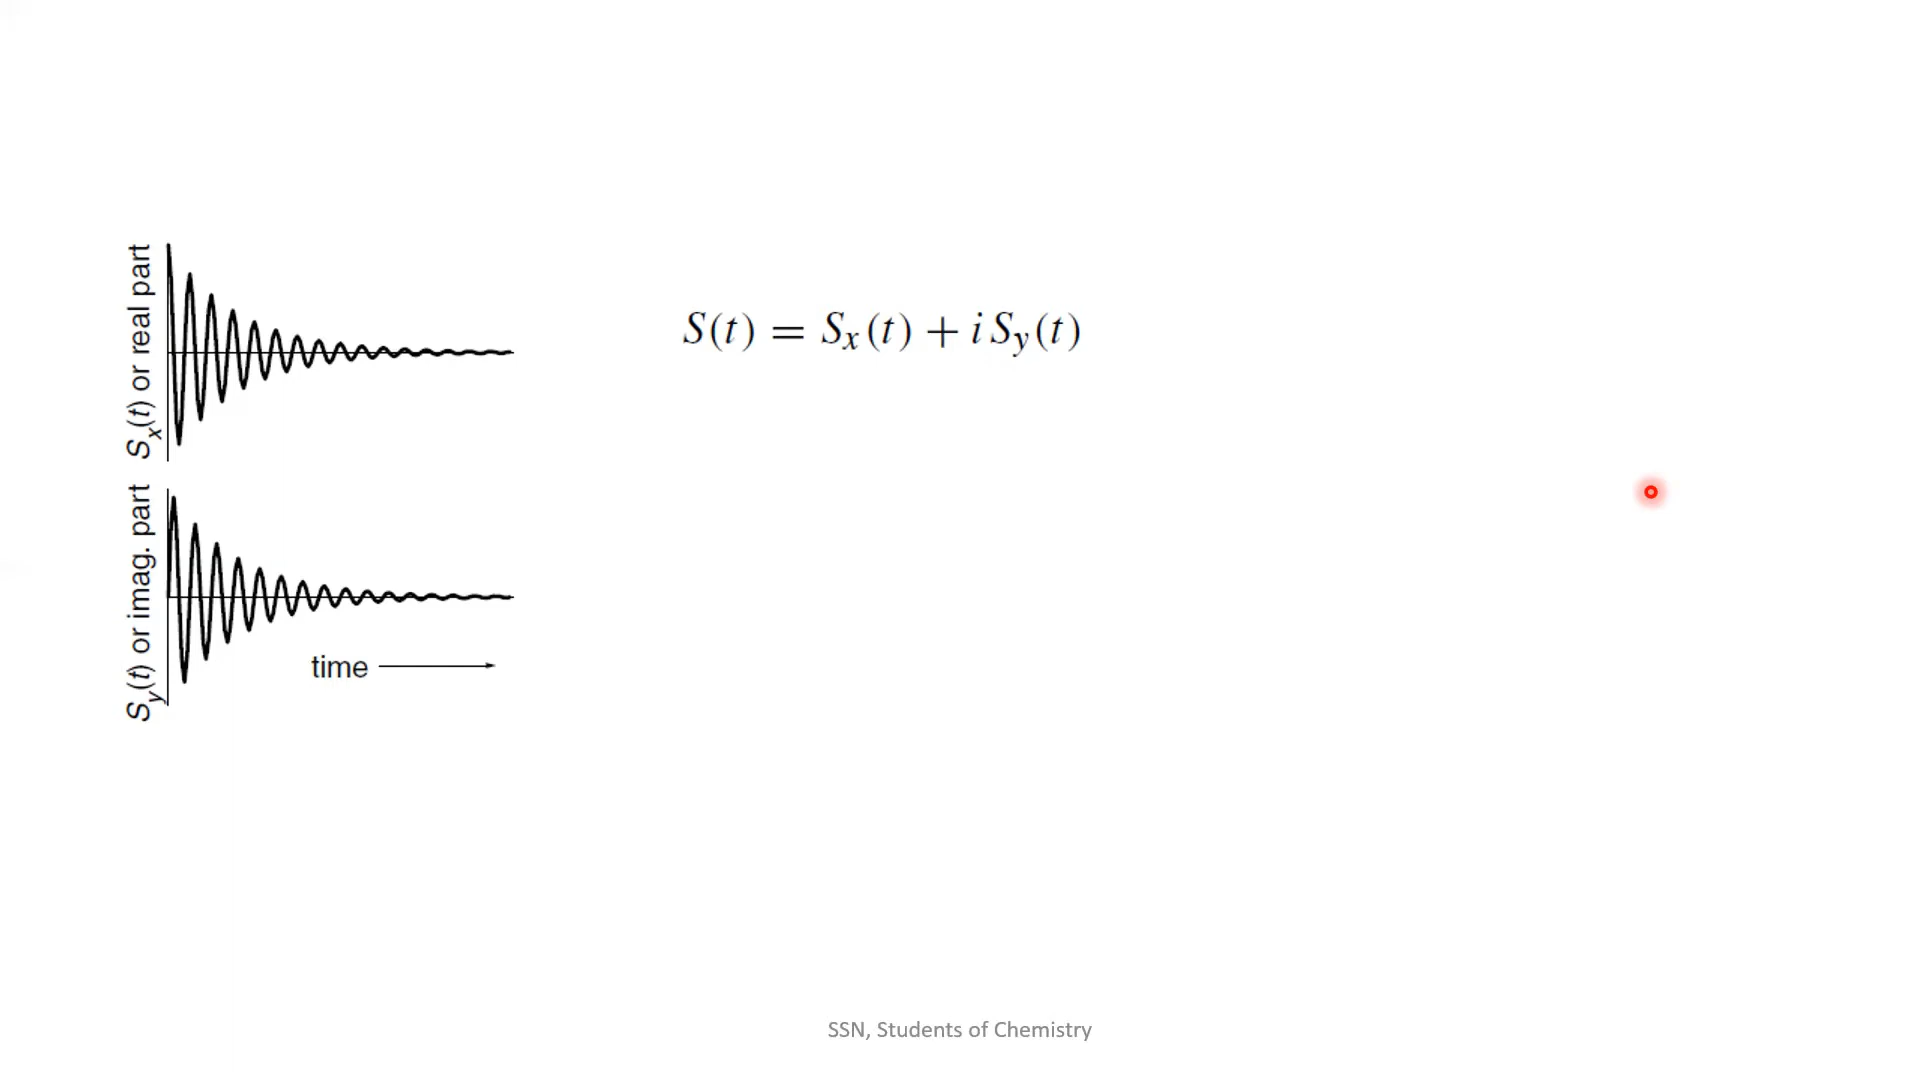 S_x(t) or real part
S(t) = S_x(t) + i S_y(t)
S_y(t) or imag. part
time
SSN, Students of Chemistry